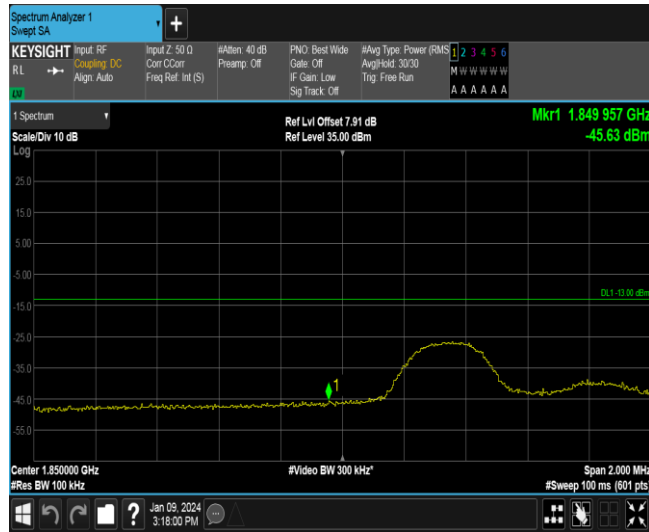 Spectrum Analyzer 1
Swept SA
+
KEYSIGHT
RL
LXI
Input: RF
Coupling: DC
Align: Auto
Input Z: 50 Ω
Corr CCorr
Freq Ref: Int (S)
#Atten: 40 dB
Preamp: Off
PNO: Best Wide
Gate: Off
IF Gain: Low
Sig Track: Off
#Avg Type: Power (RMS
Avg|Hold: 30/30
Trig: Free Run
1 2 3 4 5 6
M W W W W W
A A A A A A
1 Spectrum
Scale/Div 10 dB
Log
Ref Lvl Offset 7.91 dB
Ref Level 35.00 dBm
Mkr1 1.849 957 GHz
-45.63 dBm
25.0
15.0
5.00
-5.00
DL1 -13.00 dBm
-15.0
-25.0
-35.0
1
-45.0
-55.0
Center 1.850000 GHz
#Video BW 300 kHz*
Span 2.000 MHz
#Res BW 100 kHz
#Sweep 100 ms (601 pts)
?
Jan 09, 2024
3:18:00 PM